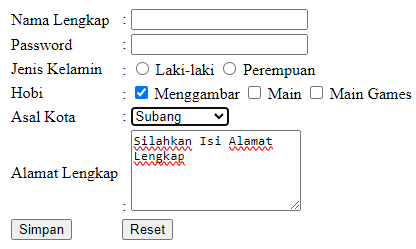 Nama Lengkap :
Password :
Jenis Kelamin : Laki-laki Perempuan
Hobi : Menggambar Main Main Games
Asal Kota : Subang
Alamat Lengkap : Silahkan Isi Alamat
Lengkap
Simpan Reset